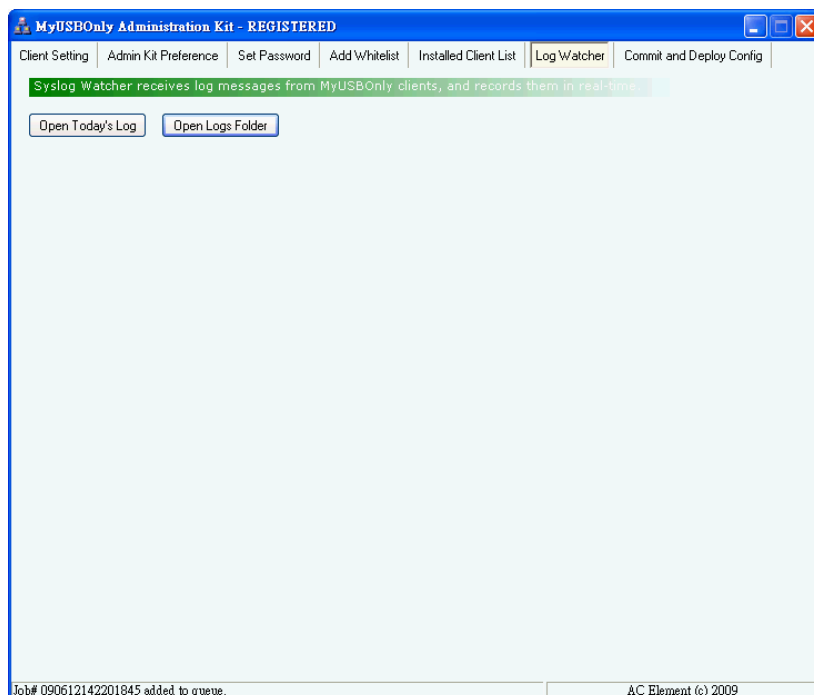 MyUSBOnly Administration Kit - REGISTERED
Client Setting Admin Kit Preference Set Password Add Whitelist Installed Client List Log Watcher Commit and Deploy Config
Syslog Watcher receives log messages from MyUSBOnly clients, and records them in real-time.
Open Today's Log Open Logs Folder
Job# 090612142201845 added to queue. AC Element (c) 2009